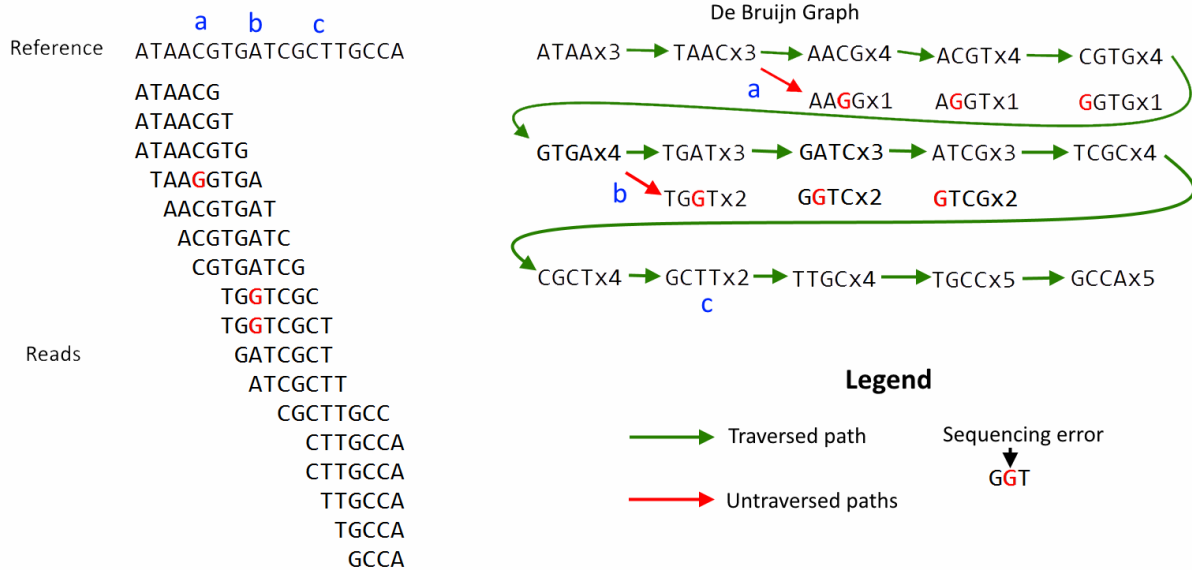 De Bruijn Graph
a b c
Reference ATAACGTGATCGCTTGCCA
ATAACG
ATAACGT
ATAACGTG
TAAGGTGA
AACGTGAT
ACGTGATC
CGTGATCG
TGGTCGC
TGGTCGCT
Reads
GATCGCT
ATCGCTT
CGCTTGCC
CTTGCCA
CTTGCCA
TTGCCA
TGCCA
GCCA
ATAAx3 TAACx3 AACGx4 ACGTx4 CGTGx4
a AAGGx1 AGGTx1 GGTGx1
GTGAx4 TGATx3 GATCx3 ATCGx3 TCGCx4
b TGGTx2 GGTCx2 GTCGx2
CGCTx4 GCTTx2 TTGCx4 TGCCx5 GCCAx5
c
Legend
Traversed path
Sequencing error
GGT
Untraversed paths